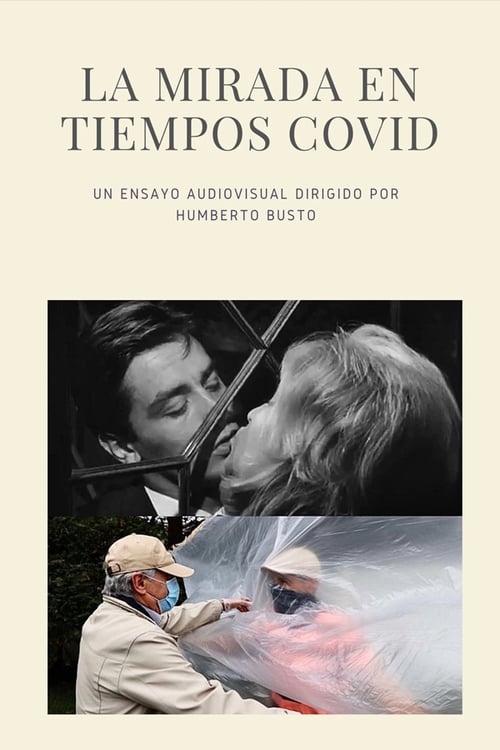 LA MIRADA EN
TIEMPOS COVID
UN ENSAYO AUDIOVISUAL DIRIGIDO POR
HUMBERTO BUSTO